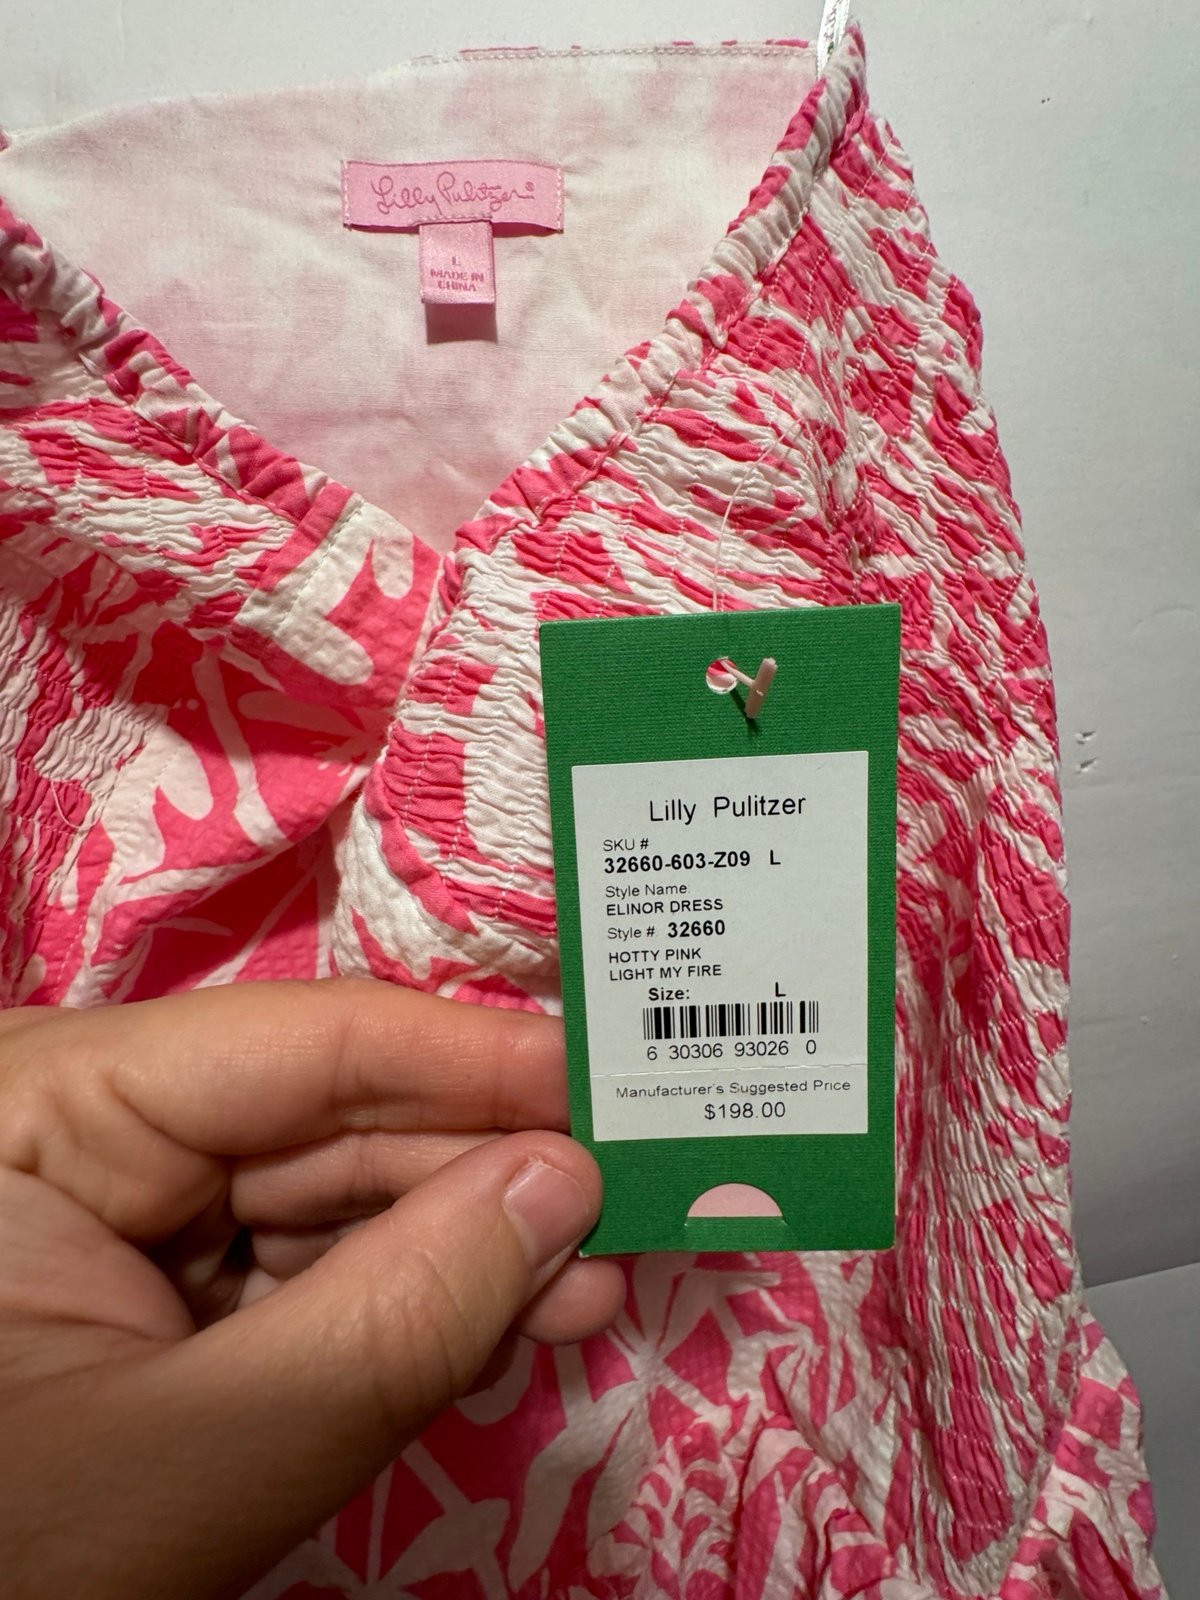 Lilly Pulitzer®
L
MADE IN
CHINA
Lilly Pulitzer
SKU #
32660-603-Z09 L
Style Name:
ELINOR DRESS
Style # 32660
HOTTY PINK
LIGHT MY FIRE
Size: L
6 30306 93026 0
Manufacturer's Suggested Price
$198.00